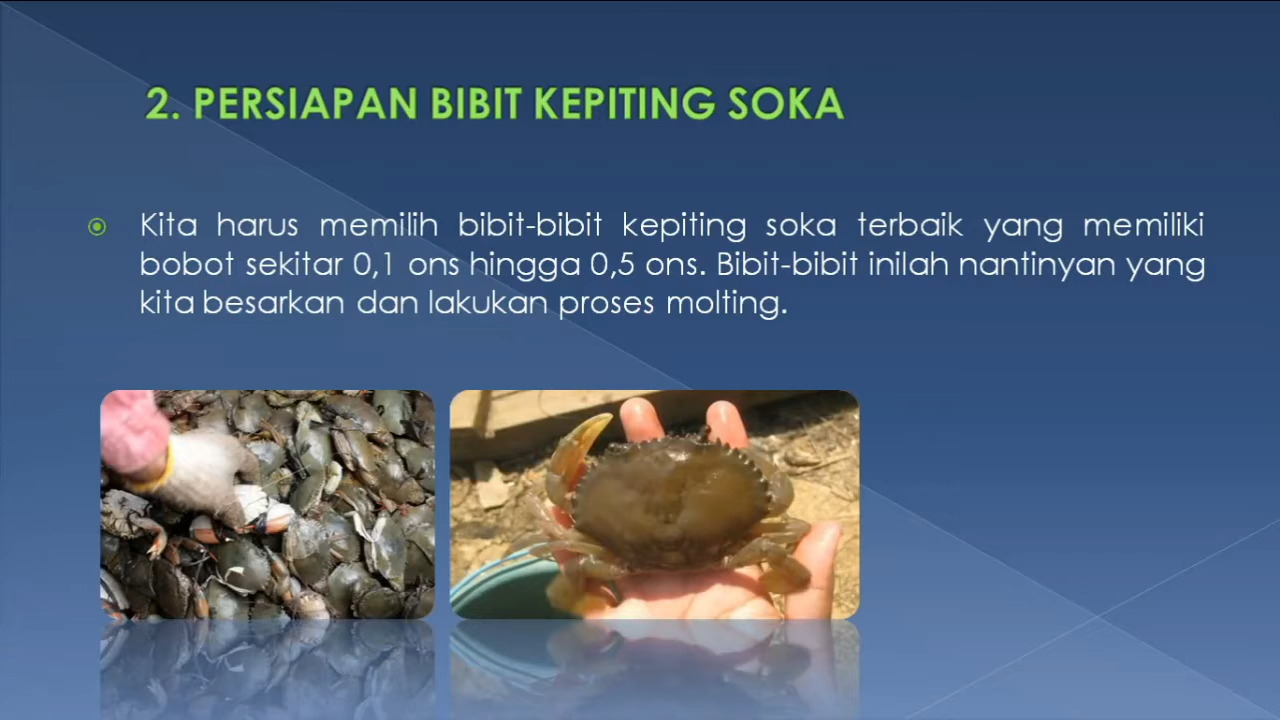 2. PERSIAPAN BIBIT KEPITING SOKA
Kita harus memilih bibit-bibit kepiting soka terbaik yang memiliki
bobot sekitar 0,1 ons hingga 0,5 ons. Bibit-bibit inilah nantinyan yang
kita besarkan dan lakukan proses molting.